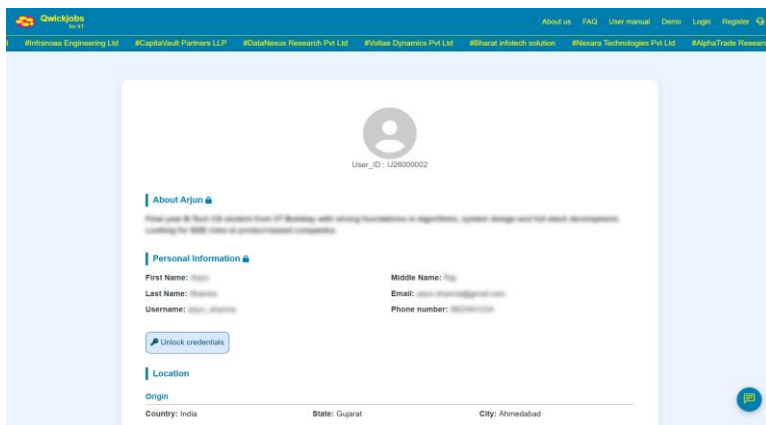 Qwickjobs
for IIT
About us FAQ User manual Demo Login Register
#Infranoea Engineering Ltd #CapitaVault Partners LLP #DataNexus Research Pvt Ltd #Voltae Dynamics Pvt Ltd #Bharat infotech solution #Nexara Technologies Pvt Ltd #AlphaTrade Researc
User_ID : IJ26000002
About Arjun
Personal Information
First Name: Middle Name:
Last Name: Email:
Username: Phone number:
Unlock credentials
Location
Origin
Country: India State: Gujarat City: Ahmedabad